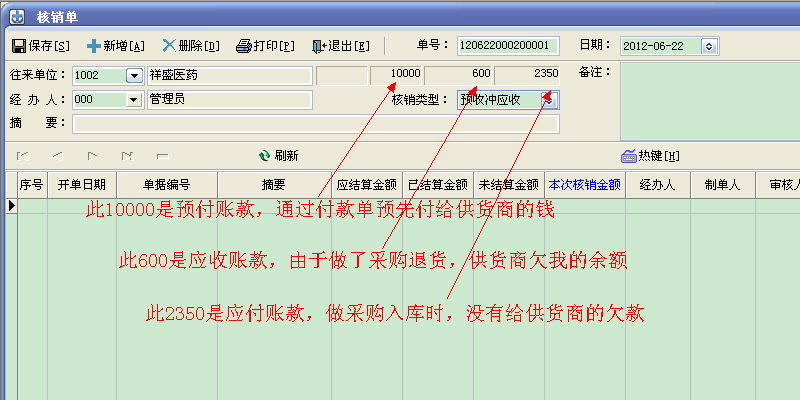 核销单
保存[S] 新增[A] 删除[D] 打印[P] 退出[E] 单号: 120622000200001 日期: 2012-06-22
往来单位: 1002 祥盛医药 10000 600 2350 备注:
经 办 人: 000 管理员 核销类型: 预收冲应收
摘 要:
刷新 热键[H]
序号 开单日期 单据编号 摘要 应结算金额 已结算金额 未结算金额 本次核销金额 经办人 制单人 审核人
此10000是预付账款，通过付款单预先付给供货商的钱
此600是应收账款，由于做了采购退货，供货商欠我的余额
此2350是应付账款，做采购入库时，没有给供货商的欠款